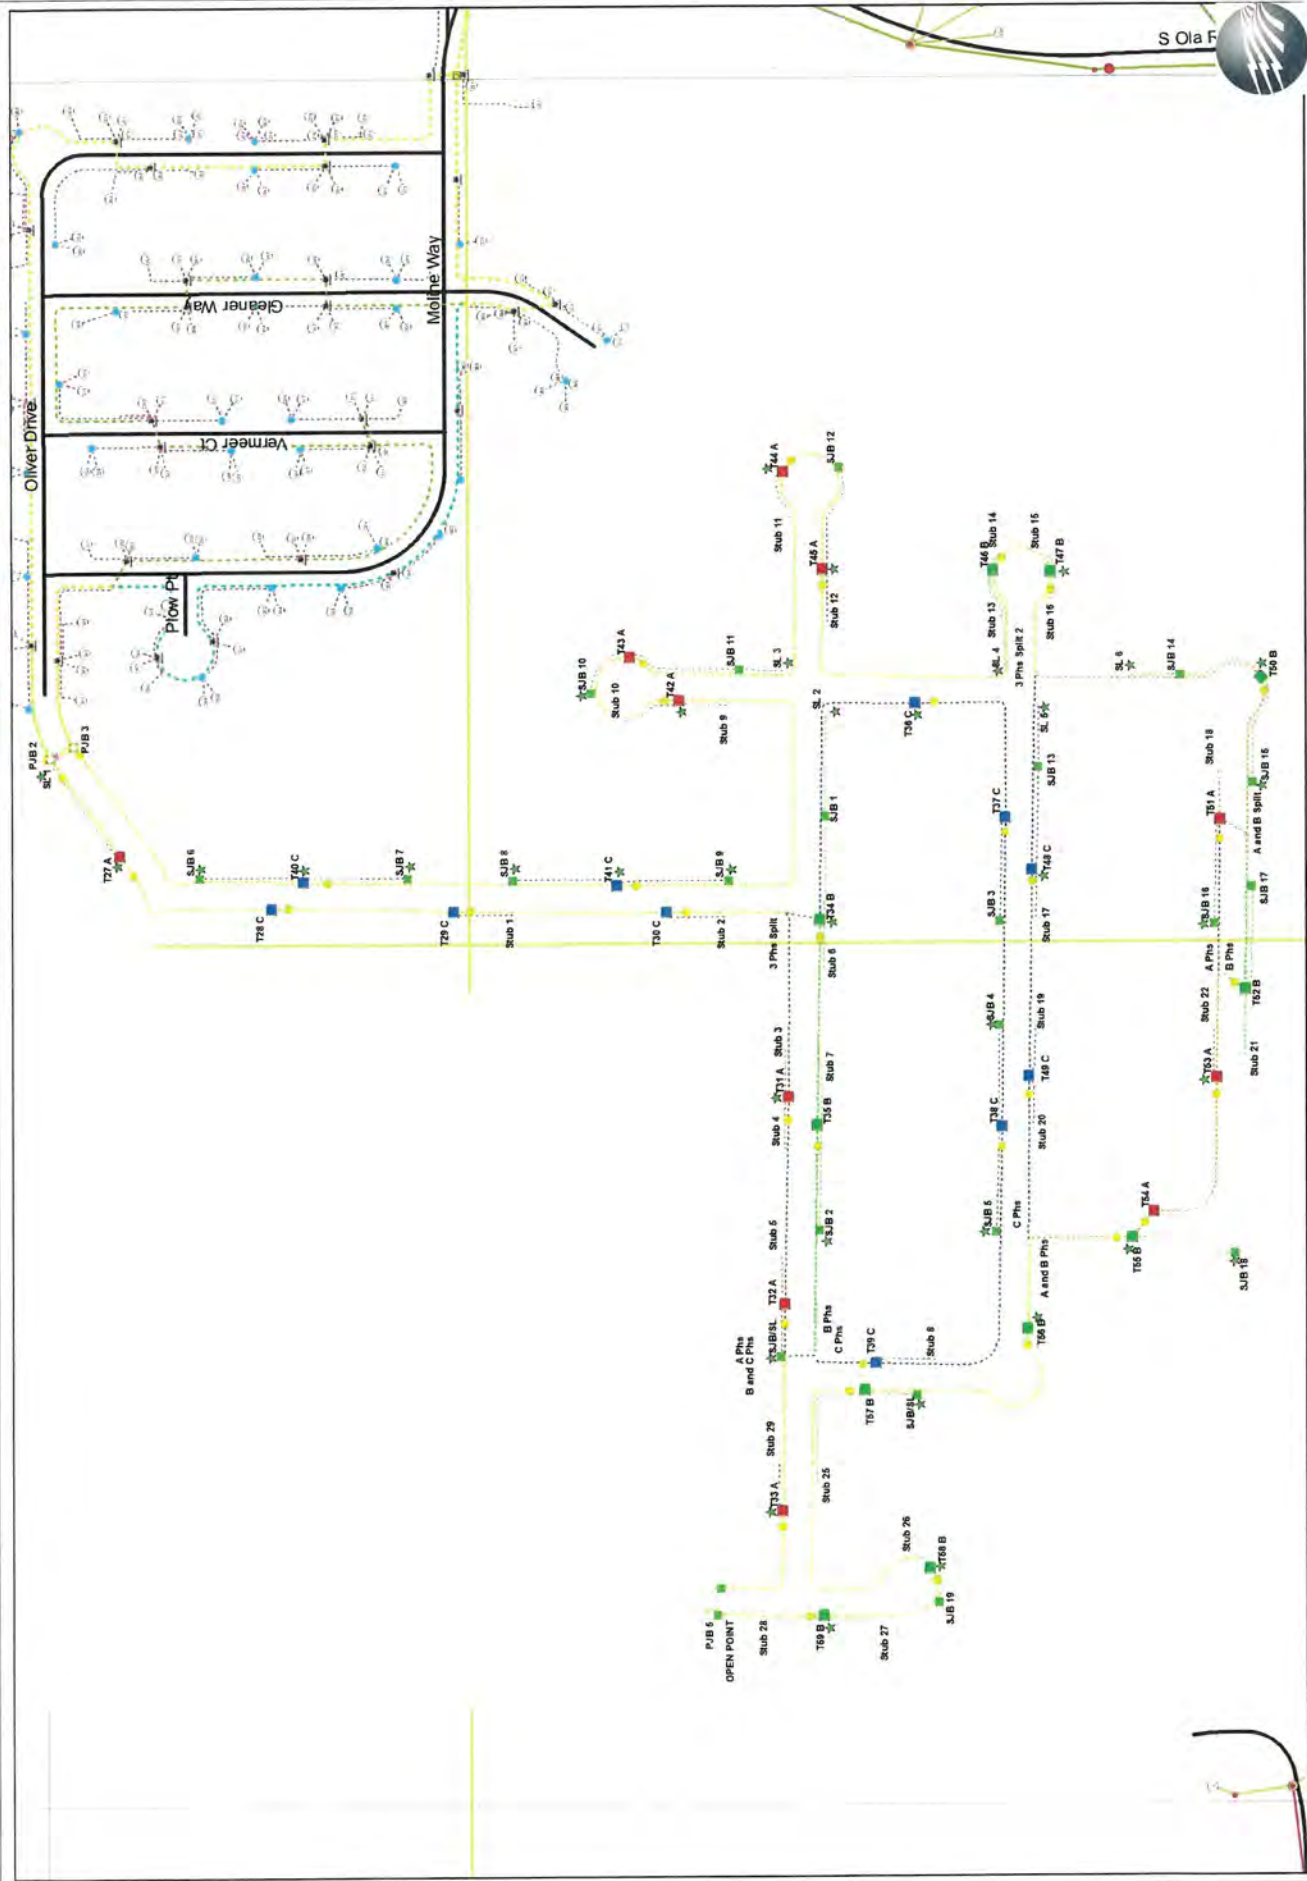 S Ola R
Oliver Drive
Moline Way
Gleaner Way
Vermeer Ct
Plow Pt
PJB 2
SL 1
PJB 3
T27 A
SJB 6
T40 C
SJB 7
SJB 8
T41 C
SJB 9
T28 C
T29 C
Stub 1
T30 C
Stub 2
3 Phs Split
T34 B
Stub 6
T44 A
SJB 12
Stub 11
T45 A
Stub 12
SJB 10
Stub 10
T43 A
T42 A
Stub 9
SJB 11
SL 3
SL 2
SJB 1
T36 C
T46 B
Stub 14
Stub 15
T47 B
Stub 13
Stub 16
SL 4
3 Phs Split 2
SL 5
SJB 13
SL 6
SJB 14
T50 B
Stub 18
SJB 15
T51 A
A and B Split
SJB 17
SJB 16
A Phs
B Phs
Stub 22
T52 B
T53 A
Stub 21
T37 C
T48 C
SJB 3
Stub 17
SJB 4
Stub 19
T49 C
T38 C
Stub 20
SJB 5
C Phs
Stub 3
T31 A
Stub 4
Stub 7
T35 B
SJB 2
Stub 5
T32 A
SJB/SL
A Phs
B and C Phs
B Phs
C Phs
T39 C
Stub 8
T57 B
SJB/SL
T54 A
T55 B
SJB 18
A and B Phs
T56 B
Stub 29
T33 A
Stub 25
Stub 26
T58 B
SJB 19
PJB 5
OPEN POINT
Stub 28
T59 B
Stub 27